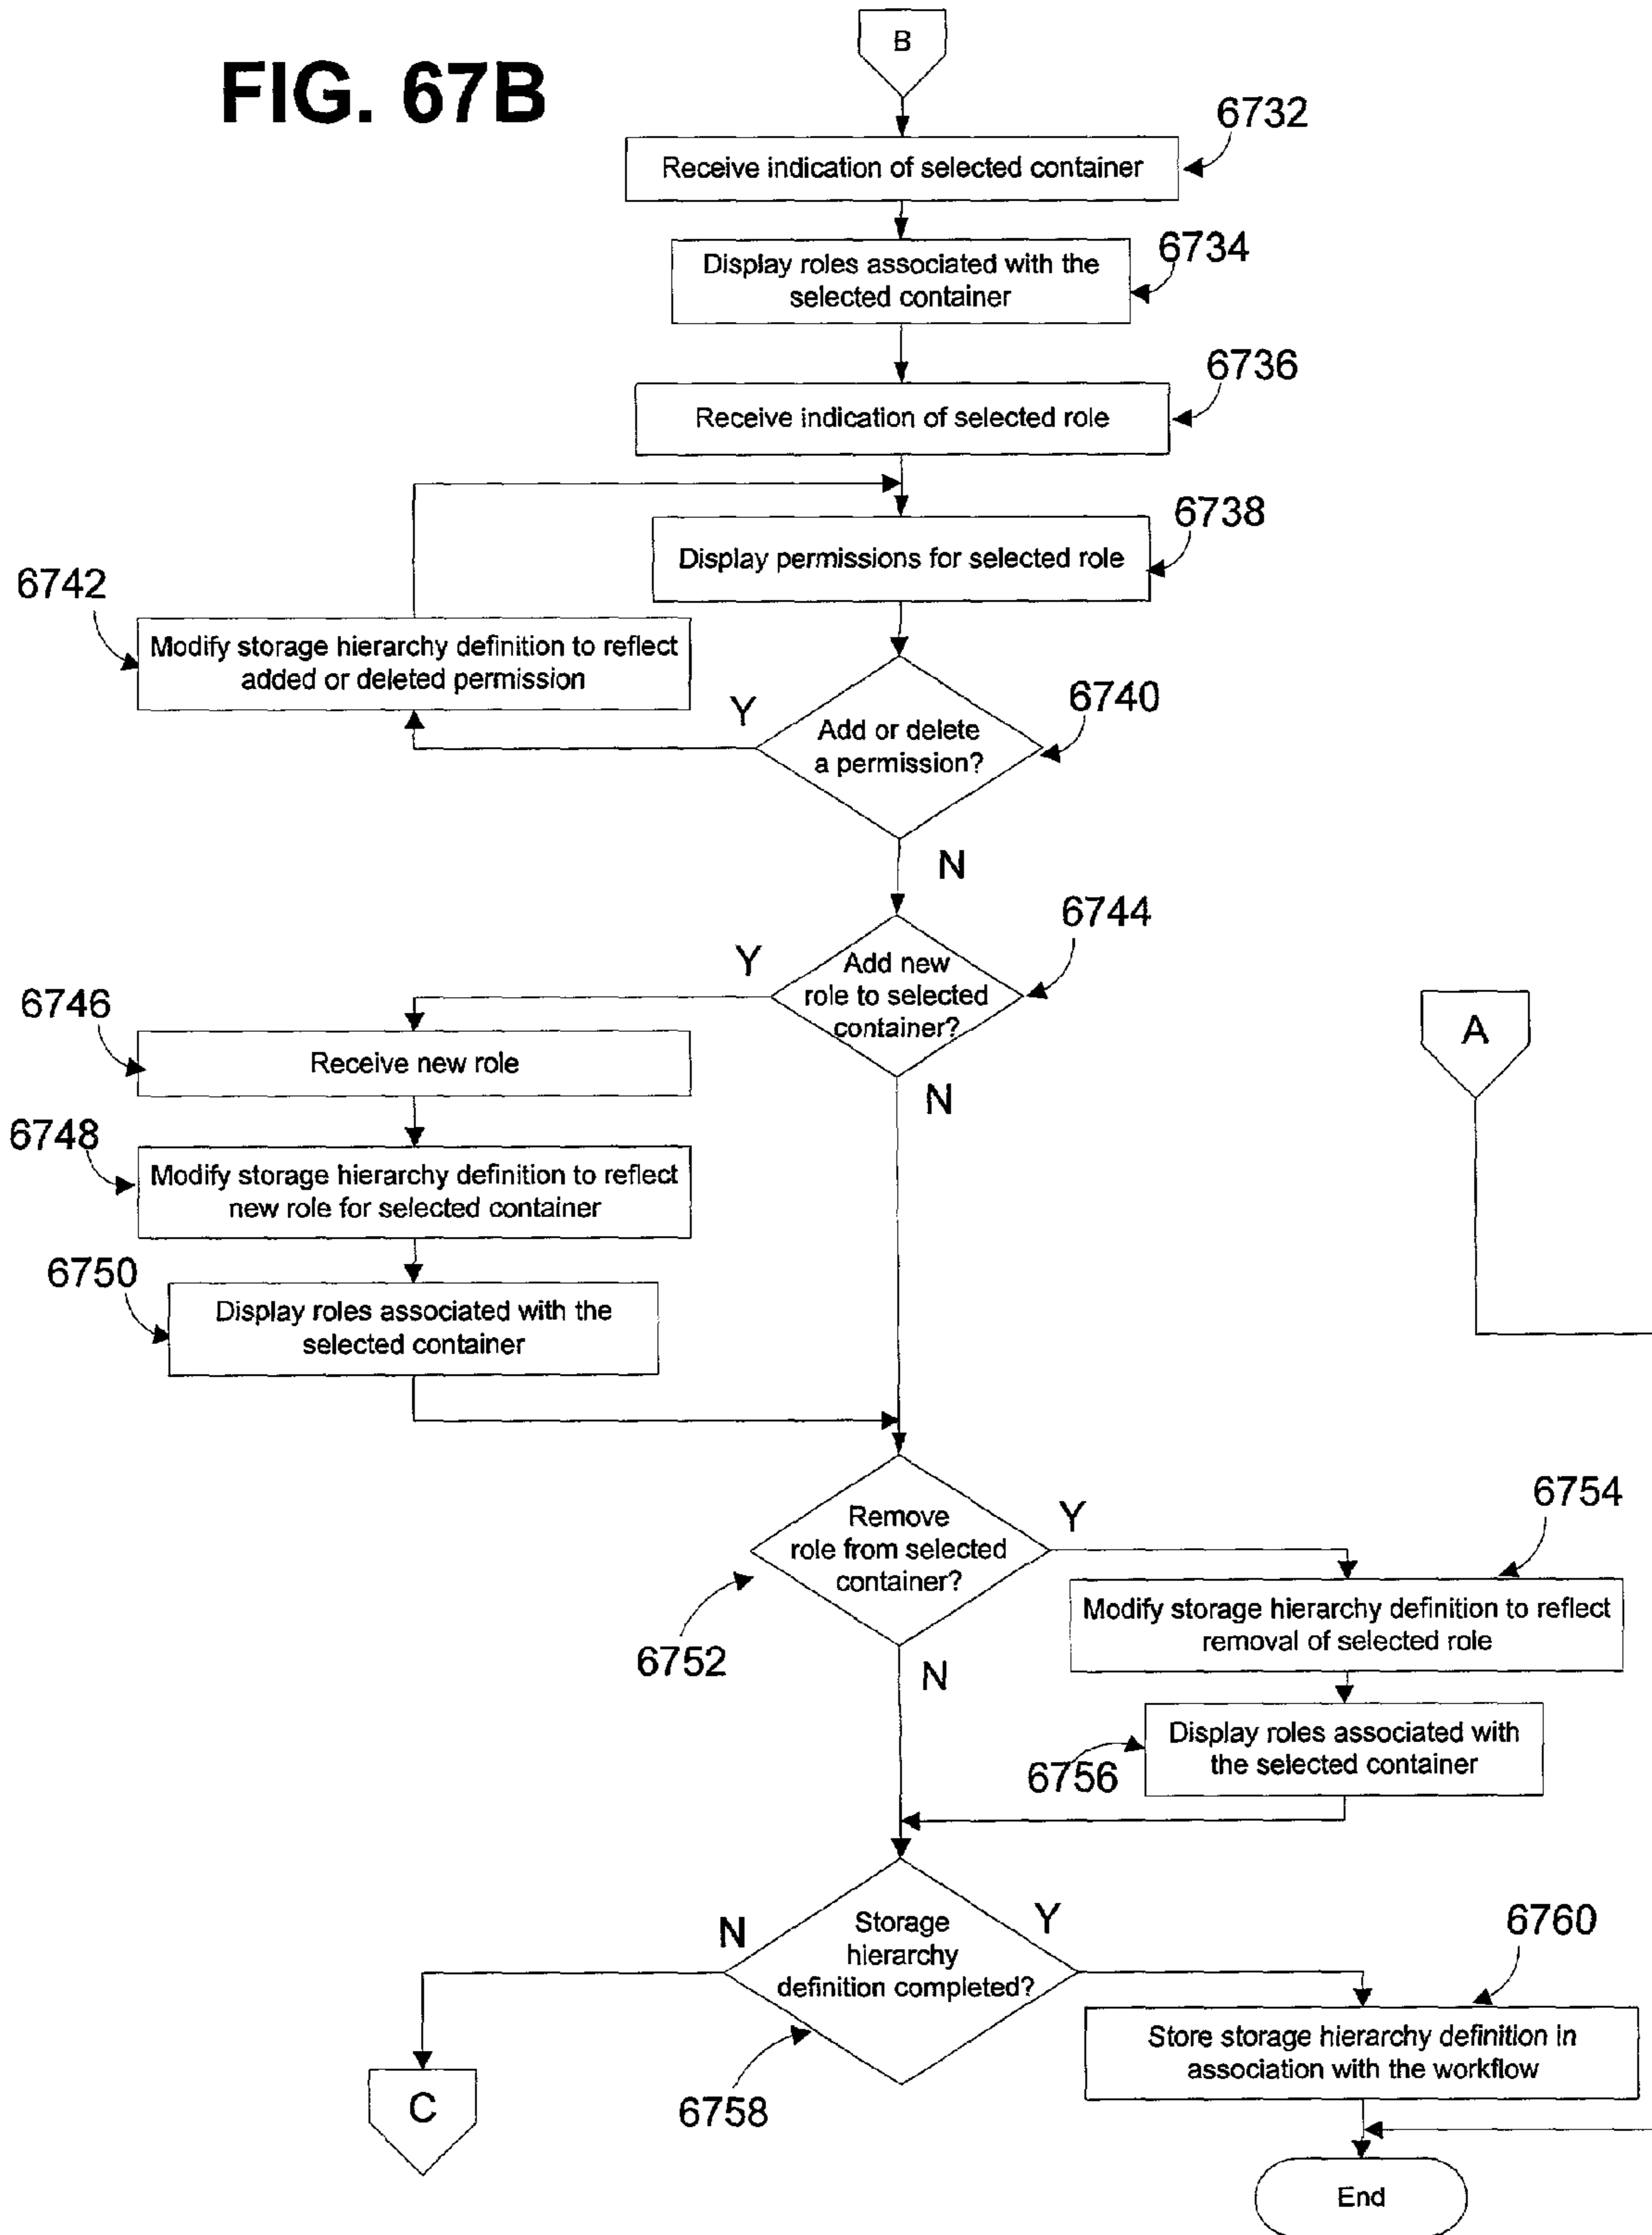 FIG. 67B
B
6732
Receive indication of selected container
6734
Display roles associated with the
selected container
6736
Receive indication of selected role
6738
Display permissions for selected role
6742
Modify storage hierarchy definition to reflect
added or deleted permission
Y
6740
Add or delete
a permission?
N
6744
Y
Add new
role to selected
container?
N
6746
Receive new role
A
6748
Modify storage hierarchy definition to reflect
new role for selected container
6750
Display roles associated with the
selected container
Remove
role from selected
container?
Y
6754
6752
N
Modify storage hierarchy definition to reflect
removal of selected role
6756
Display roles associated with
the selected container
N
Storage
hierarchy
definition completed?
Y
6760
6758
Store storage hierarchy definition in
association with the workflow
C
End